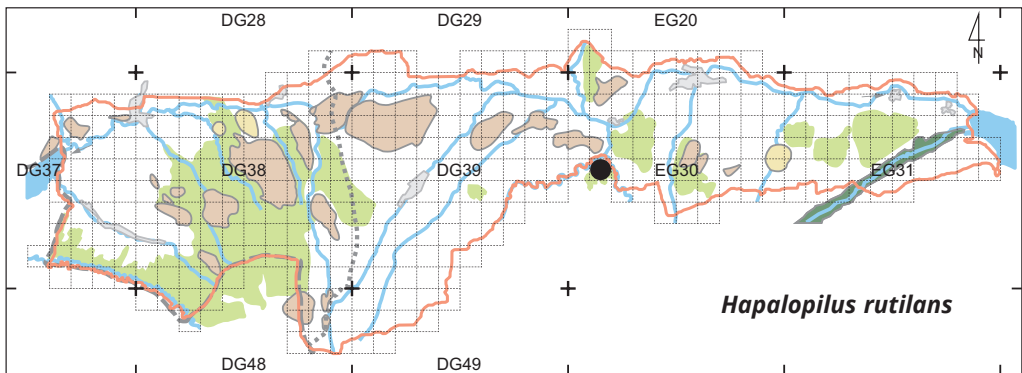 DG28 DG29 EG20
N
DG37 DG38 DG39 EG30 EG31
Hapalopilus rutilans
DG48 DG49